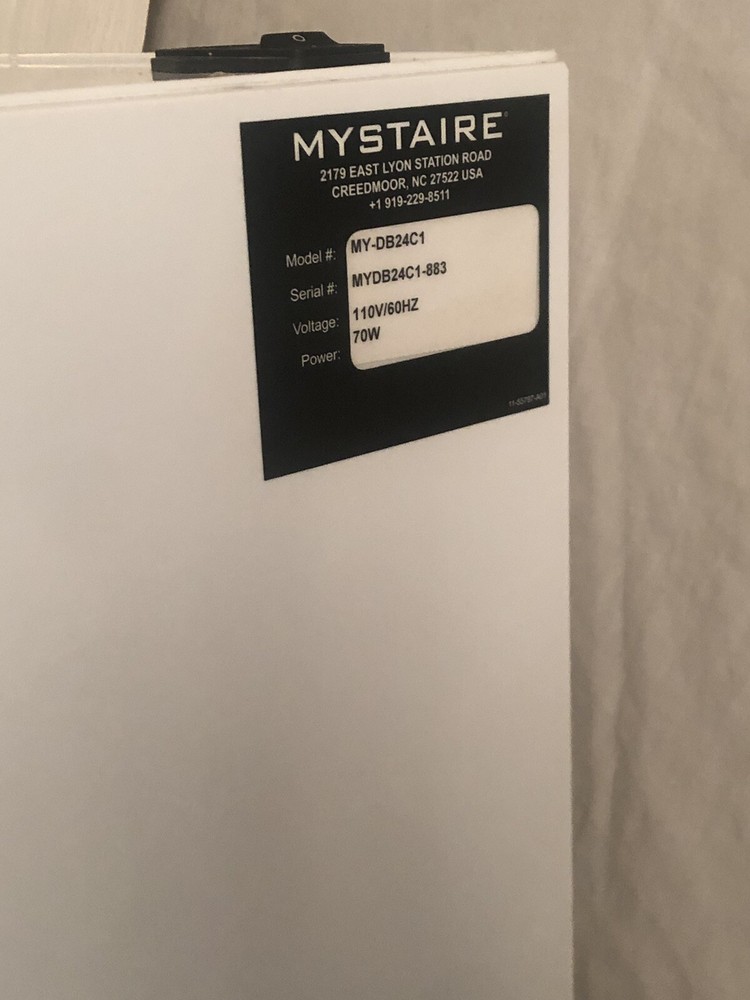 MYSTAIRE®
2179 EAST LYON STATION ROAD
CREEDMOOR, NC 27522 USA
+1 919-229-8511
Model #: MY-DB24C1
Serial #: MYDB24C1-883
Voltage: 110V/60HZ
Power: 70W